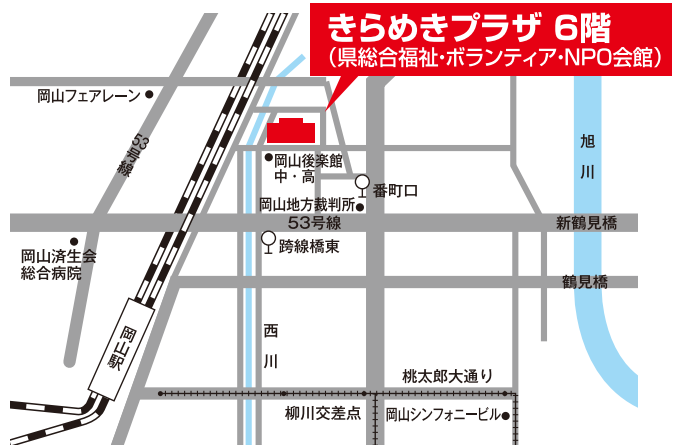 きらめきプラザ 6階
（県総合福祉・ボランティア・NPO会館）
岡山フェアレーン
53号線
旭川
岡山後楽館
中・高
番町口
岡山地方裁判所
53号線
新鶴見橋
跨線橋東
岡山済生会
総合病院
鶴見橋
岡山駅
西川
桃太郎大通り
柳川交差点
岡山シンフォニービル